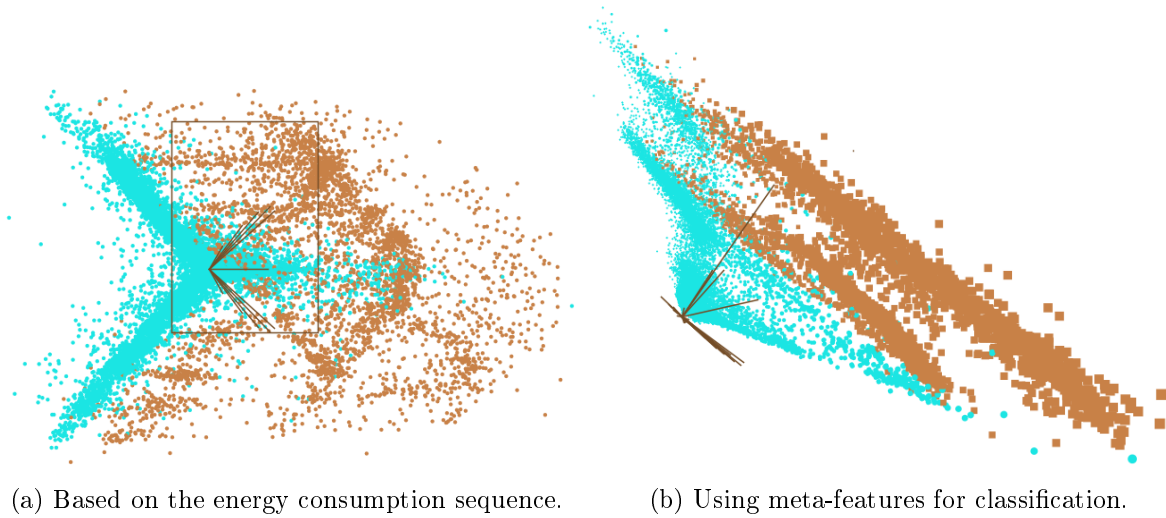 (a) Based on the energy consumption sequence.
(b) Using meta-features for classification.